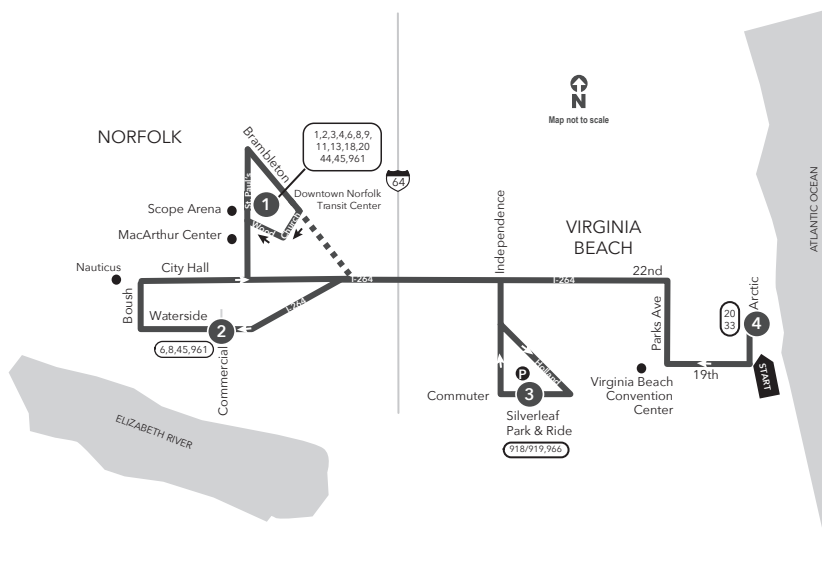 N
Map not to scale
NORFOLK
Brambleton
1,2,3,4,6,8,9,
11,13,18,20
44,45,961
64
St. Paul's
1
Downtown Norfolk
Transit Center
Scope Arena
Wood
Church
MacArthur Center
Independence
VIRGINIA
BEACH
ATLANTIC OCEAN
Nauticus
City Hall
I-264
I-264
22nd
Boush
Waterside
I-264
2
6,8,45,961
Commercial
Parks Ave
Arctic
20
33
4
19th
START
Holland
P
Commuter
3
Silverleaf
Park & Ride
918/919,966
Virginia Beach
Convention
Center
ELIZABETH RIVER